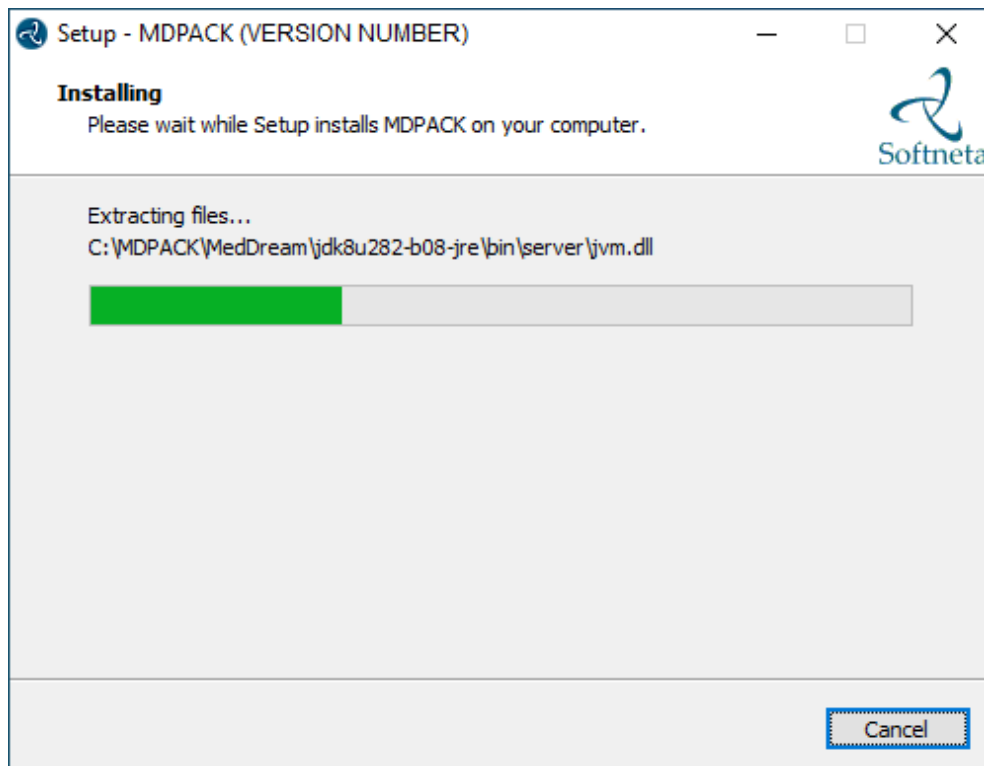 Setup - MDPACK (VERSION NUMBER)
Installing
Please wait while Setup installs MDPACK on your computer.
Softneta
Extracting files...
C:\MDPACK\MedDream\jdk8u282-b08-jre\bin\server\jvm.dll
Cancel